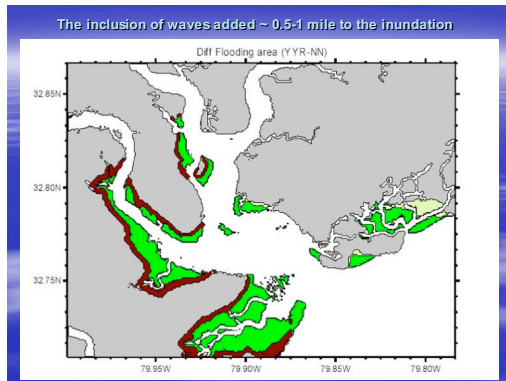 The inclusion of waves added ~ 0.5-1 mile to the inundation
Diff Flooding area (YYR-NN)
32.85N
32.80N
32.75N
79.95W 79.90W 79.85W 79.80W